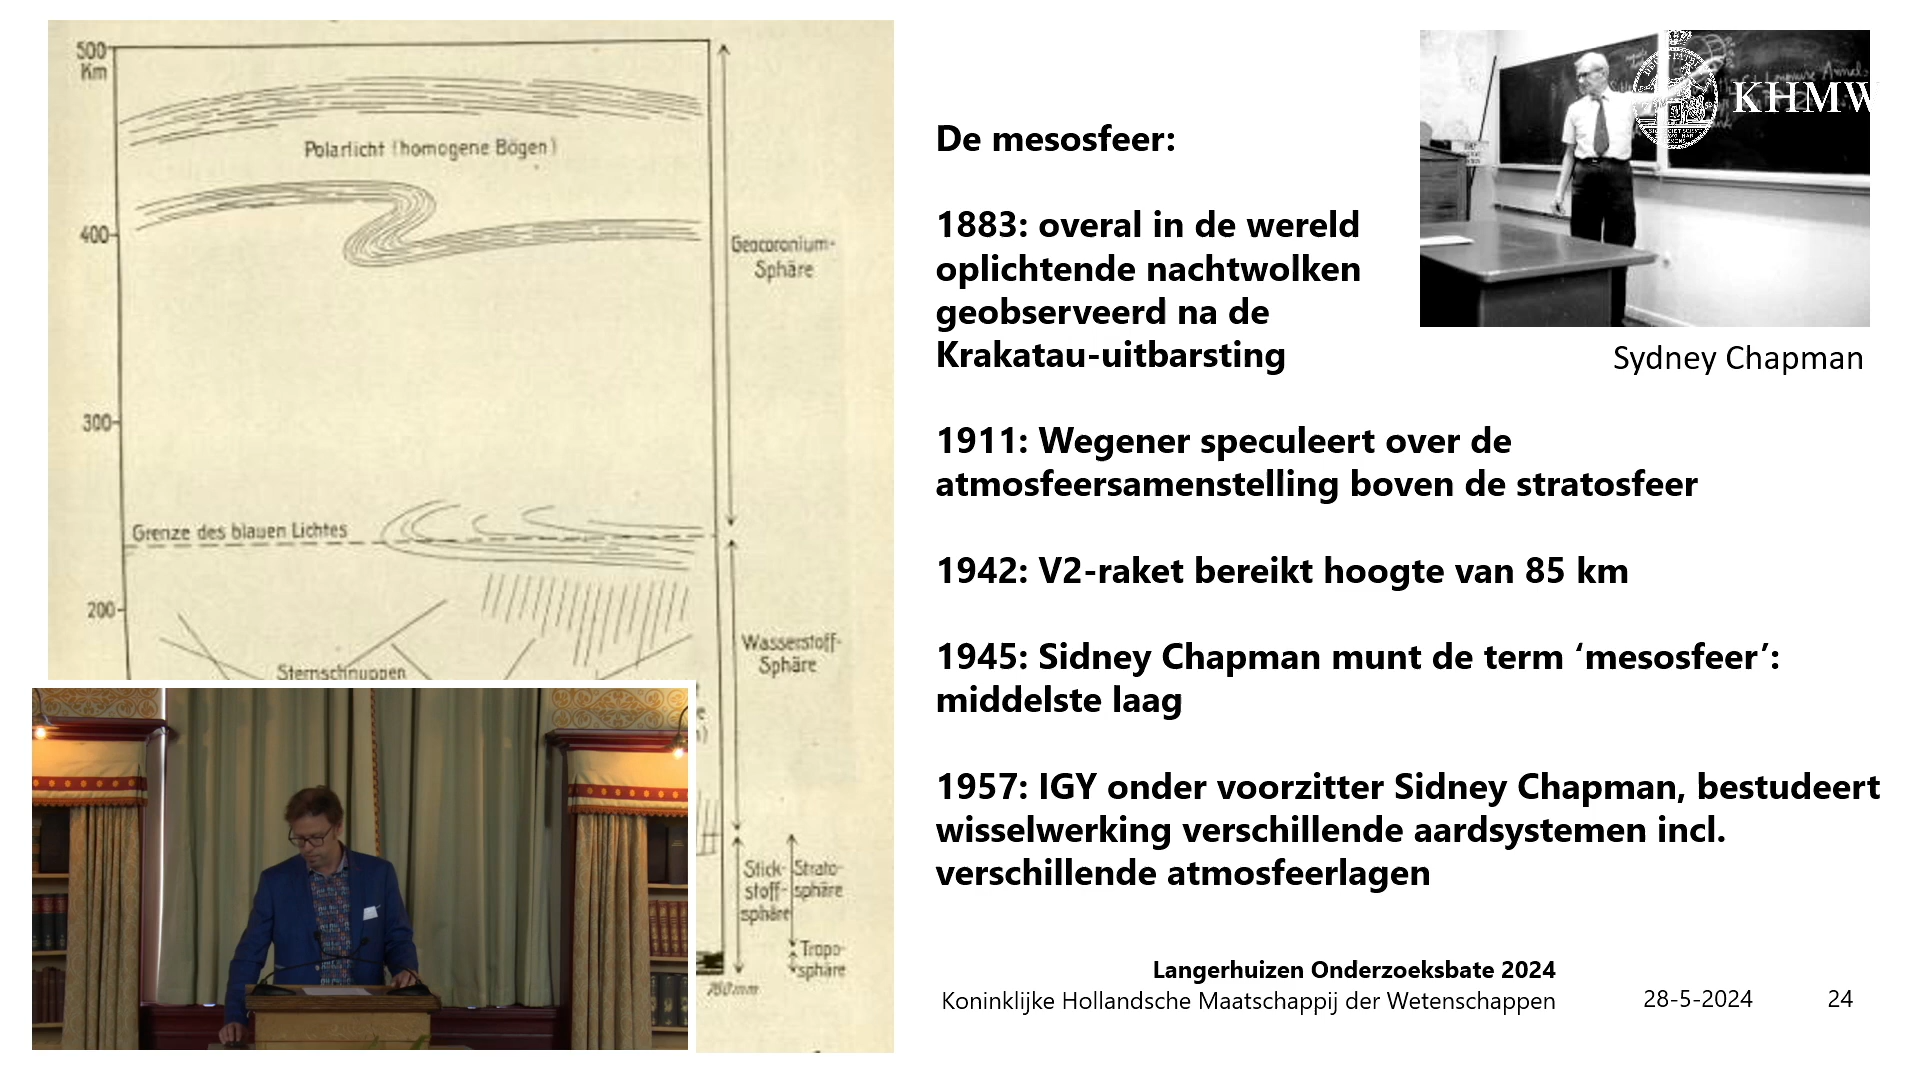 500
Km
Polarlicht (homogene Bögen)
400
Geocoronium-
Sphäre
300
Grenze des blauen Lichtes
200
Wasserstoff-
Sphäre
Sternschnuppen
Stick-
stoff-
sphäre
Strato-
sphäre
Tropo-
sphäre
760mm
De mesosfeer:
1883: overal in de wereld
oplichtende nachtwolken
geobserveerd na de
Krakatau-uitbarsting
1911: Wegener speculeert over de
atmosfeersamenstelling boven de stratosfeer
1942: V2-raket bereikt hoogte van 85 km
1945: Sidney Chapman munt de term ‘mesosfeer’:
middelste laag
1957: IGY onder voorzitter Sidney Chapman, bestudeert
wisselwerking verschillende aardsystemen incl.
verschillende atmosfeerlagen
KHMW
Sydney Chapman
Langerhuizen Onderzoeksbate 2024
Koninklijke Hollandsche Maatschappij der Wetenschappen
28-5-2024
24